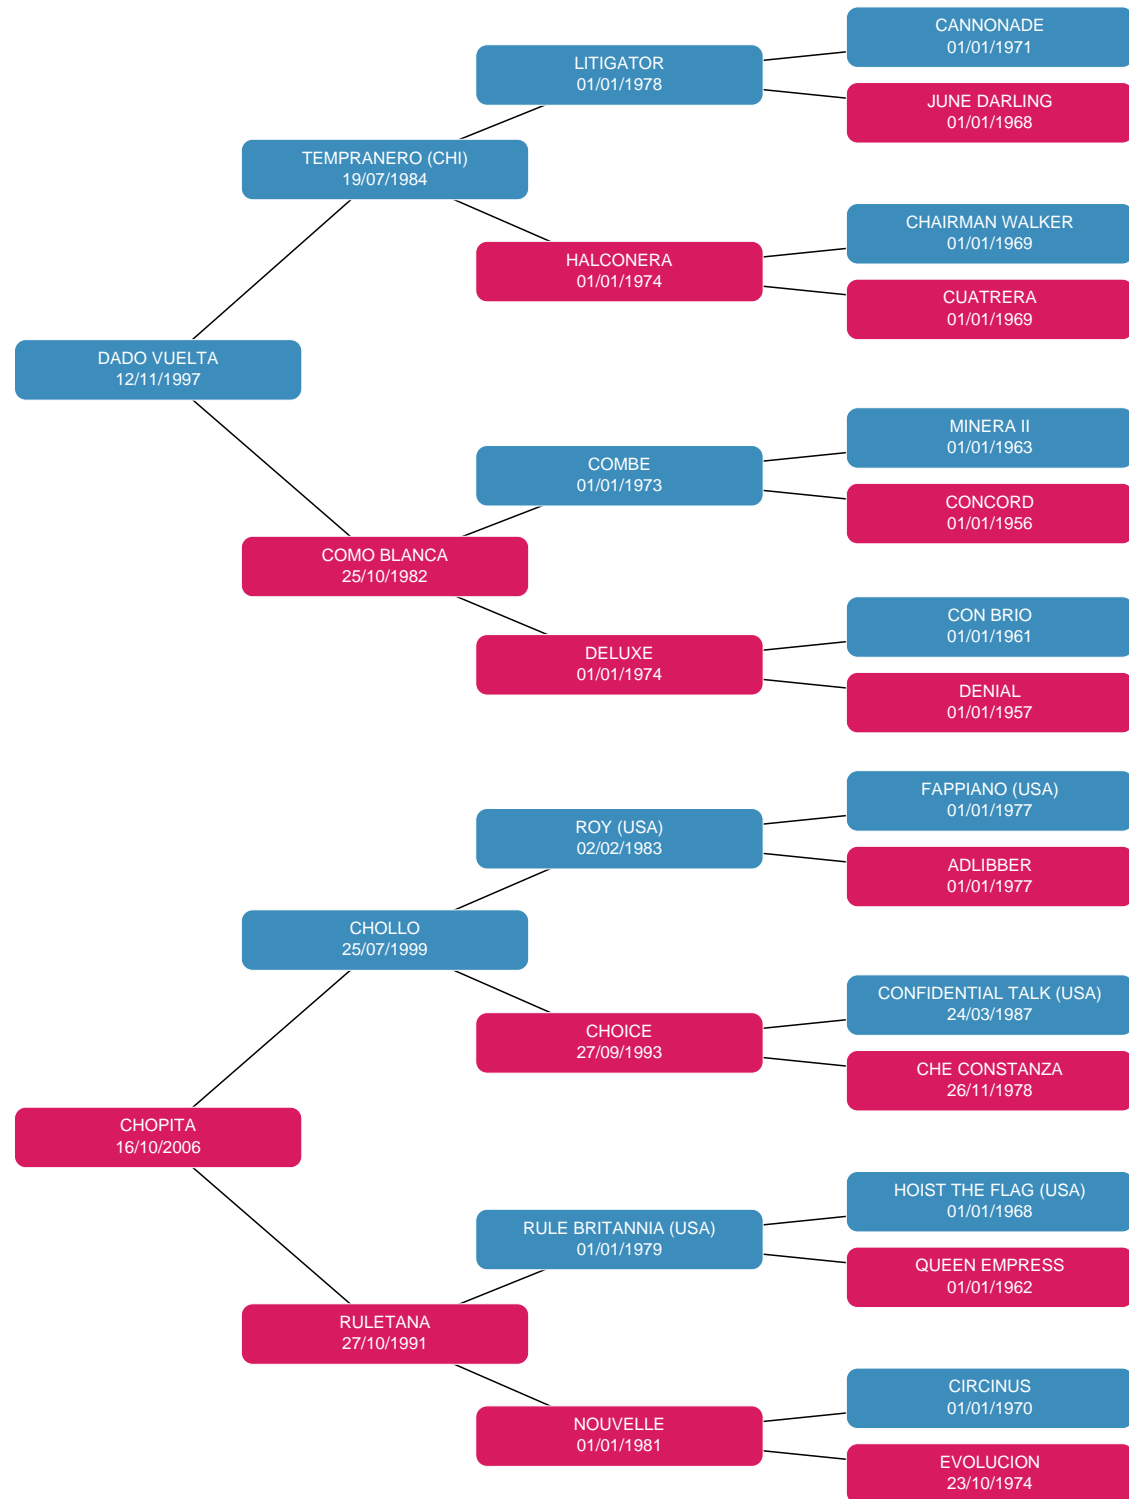 CANNONADE
01/01/1971
LITIGATOR
01/01/1978
JUNE DARLING
01/01/1968
TEMPRANERO (CHI)
19/07/1984
CHAIRMAN WALKER
01/01/1969
HALCONERA
01/01/1974
CUATRERA
01/01/1969
DADO VUELTA
12/11/1997
MINERA II
01/01/1963
COMBE
01/01/1973
CONCORD
01/01/1956
COMO BLANCA
25/10/1982
CON BRIO
01/01/1961
DELUXE
01/01/1974
DENIAL
01/01/1957
FAPPIANO (USA)
01/01/1977
ROY (USA)
02/02/1983
ADLIBBER
01/01/1977
CHOLLO
25/07/1999
CONFIDENTIAL TALK (USA)
24/03/1987
CHOICE
27/09/1993
CHE CONSTANZA
26/11/1978
CHOPITA
16/10/2006
HOIST THE FLAG (USA)
01/01/1968
RULE BRITANNIA (USA)
01/01/1979
QUEEN EMPRESS
01/01/1962
RULETANA
27/10/1991
CIRCINUS
01/01/1970
NOUVELLE
01/01/1981
EVOLUCION
23/10/1974